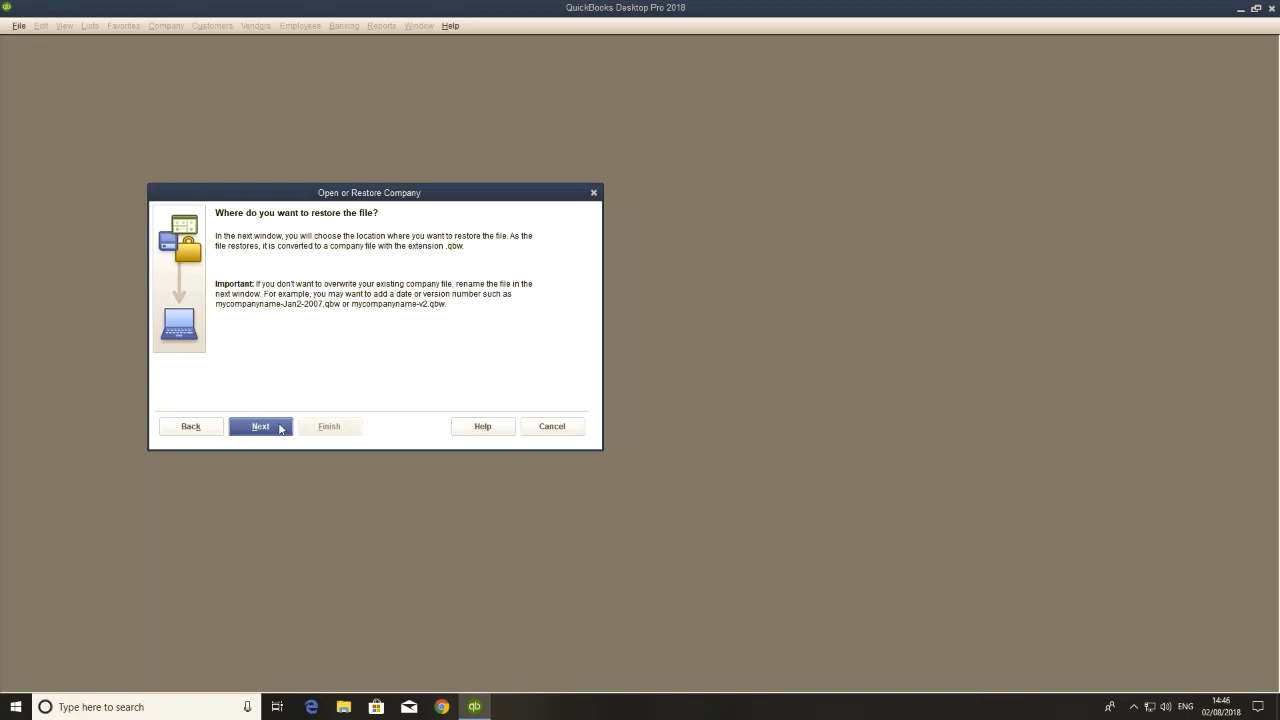 QuickBooks Desktop Pro 2018
File Edit View Lists Favorites Company Customers Vendors Employees Banking Reports Window Help
Open or Restore Company
Where do you want to restore the file?
In the next window, you will choose the location where you want to restore the file. As the
file restores, it is converted to a company file with the extension .qbw.
Important: If you don't want to overwrite your existing company file, rename the file in the
next window. For example, you may want to add a date or version number such as
mycompanyname-Jan2-2007.qbw or mycompanyname-v2.qbw.
Back Next Finish Help Cancel
Type here to search
qb
ENG
14:46
02/08/2018